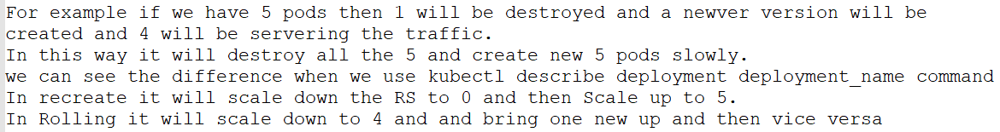 For example if we have 5 pods then 1 will be destroyed and a newver version will be
created and 4 will be servering the traffic.
In this way it will destroy all the 5 and create new 5 pods slowly.
we can see the difference when we use kubectl describe deployment deployment_name command
In recreate it will scale down the RS to 0 and then Scale up to 5.
In Rolling it will scale down to 4 and and bring one new up and then vice versa